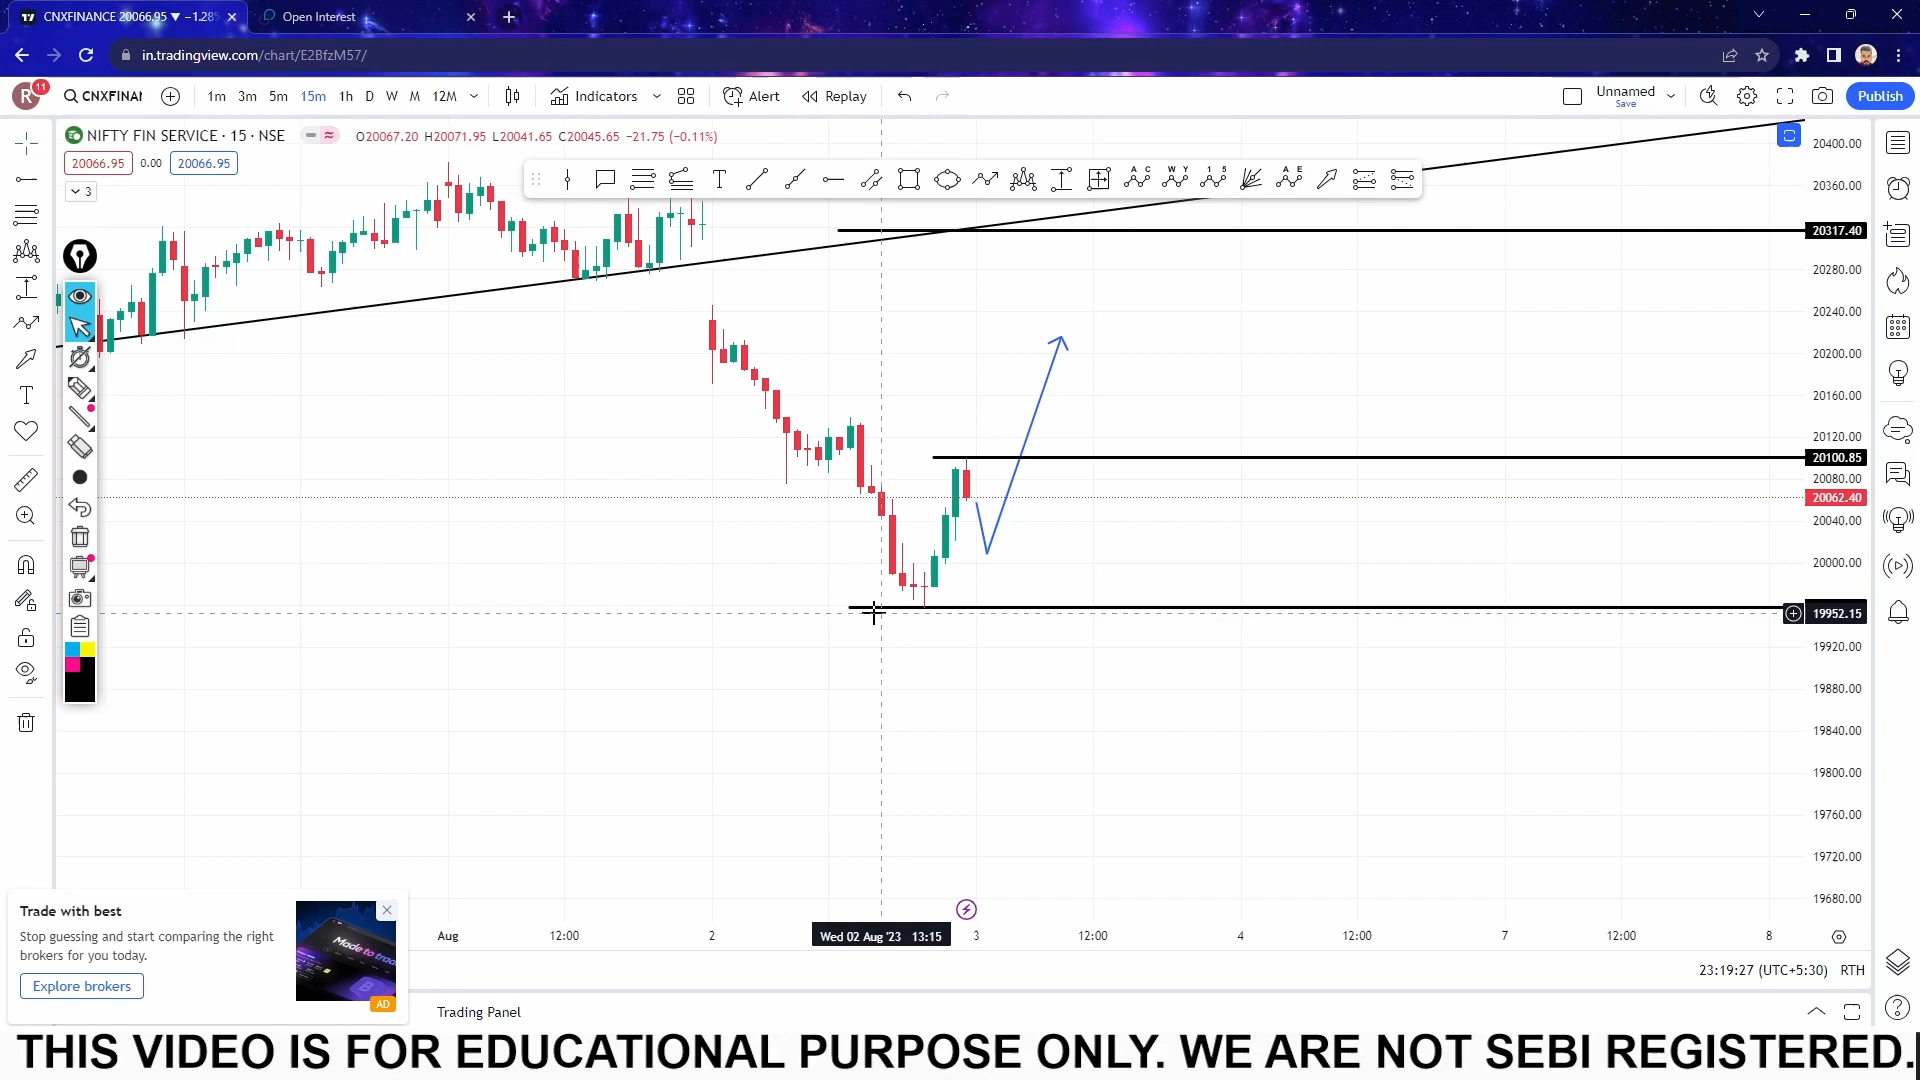 CNXFINANCE 20066.95 ▼ −1.28%
Open Interest
in.tradingview.com/chart/E2BfzM57/
R
11
CNXFINAN
1m 3m 5m 15m 1h D W M 12M
Indicators
Alert
Replay
Unnamed
Save
Publish
NIFTY FIN SERVICE · 15 · NSE
O20067.20 H20071.95 L20041.65 C20045.65 −21.75 (−0.11%)
20066.95
0.00
20066.95
3
20400.00
20360.00
20317.40
20280.00
20240.00
20200.00
20160.00
20120.00
20100.85
20080.00
20062.40
20040.00
20000.00
19952.15
19920.00
19880.00
19840.00
19800.00
19760.00
19720.00
19680.00
Aug
12:00
2
Wed 02 Aug '23 13:15
3
12:00
4
12:00
7
12:00
8
23:19:27 (UTC+5:30)
RTH
Trade with best
Stop guessing and start comparing the right
brokers for you today.
Explore brokers
AD
Trading Panel
THIS VIDEO IS FOR EDUCATIONAL PURPOSE ONLY. WE ARE NOT SEBI REGISTERED.